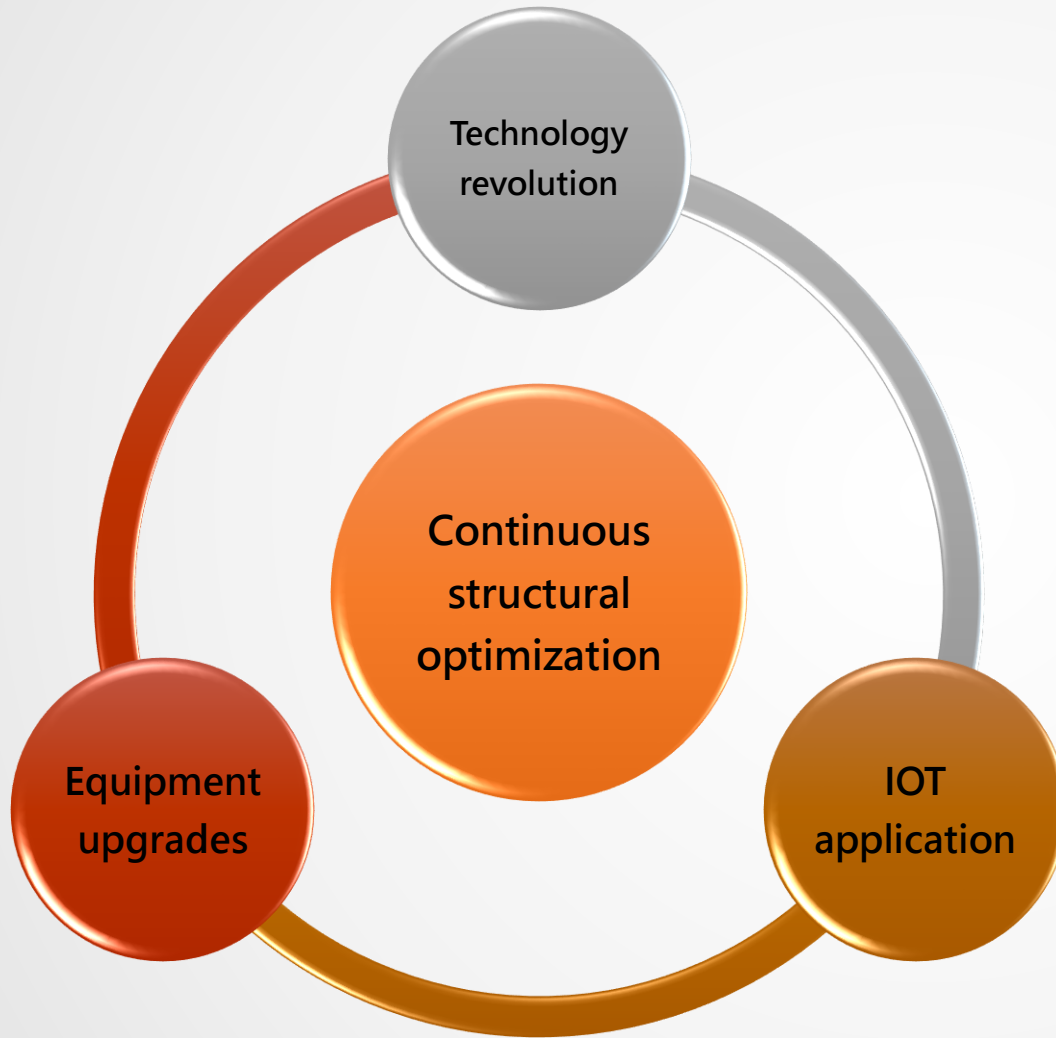 Technology
revolution
Continuous
structural
optimization
Equipment
upgrades
IOT
application